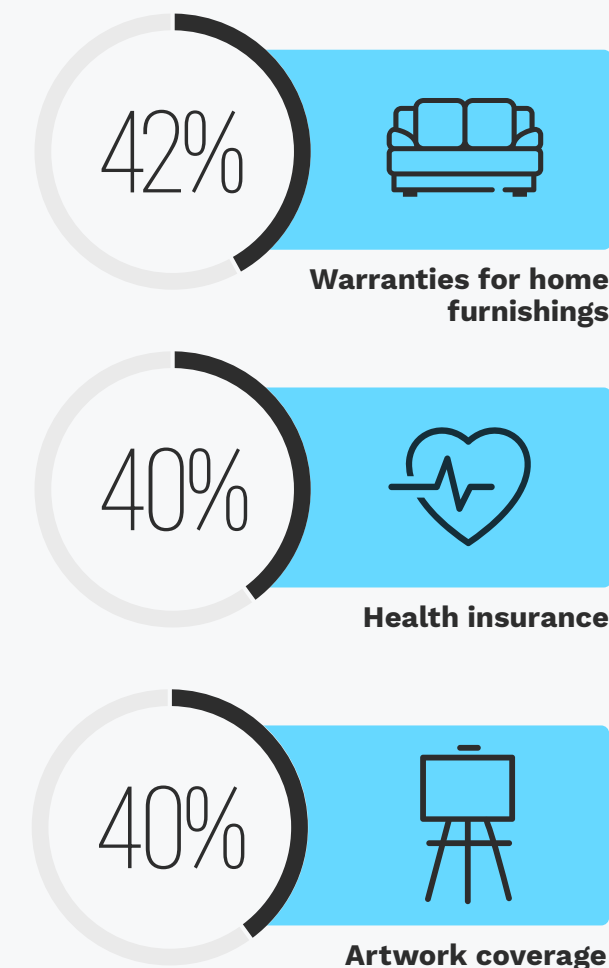 42%
Warranties for home
furnishings
40%
Health insurance
40%
Artwork coverage